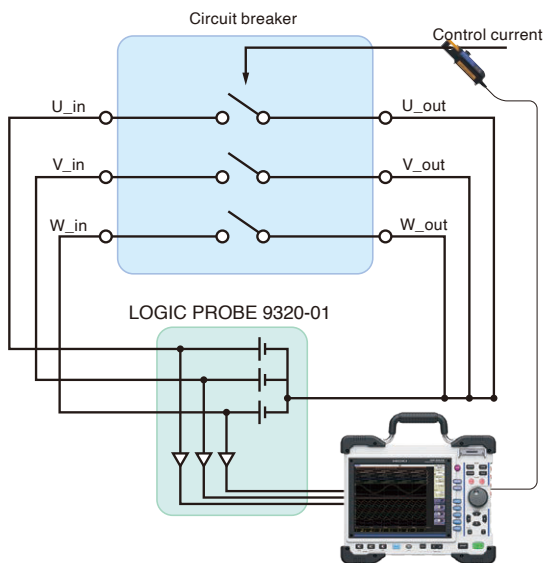 Circuit breaker
Control current
U_in
U_out
V_in
V_out
W_in
W_out
LOGIC PROBE 9320-01